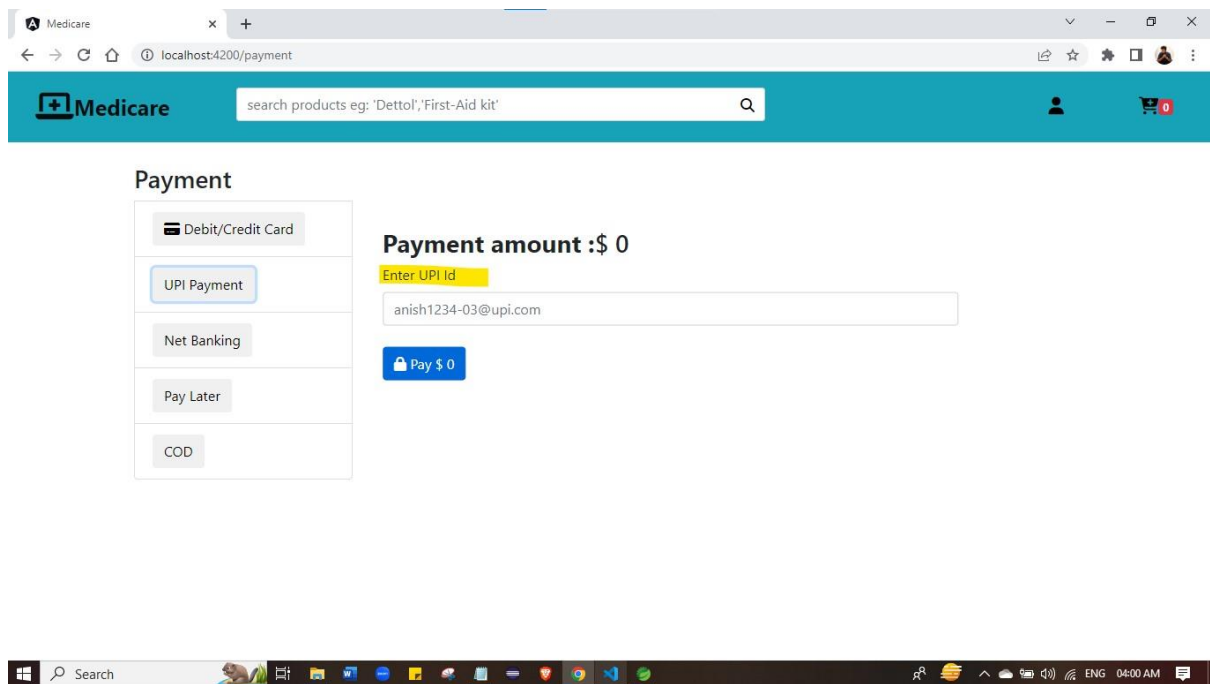 Medicare
localhost:4200/payment
Medicare
search products eg: 'Dettol','First-Aid kit'
0
Payment
Debit/Credit Card
UPI Payment
Net Banking
Pay Later
COD
Payment amount :$ 0
Enter UPI Id
anish1234-03@upi.com
Pay $ 0
Search
ENG 04:00 AM